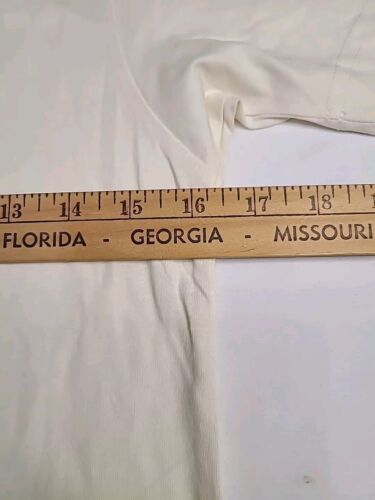 13 14 15 16 17 18
FLORIDA - GEORGIA - MISSOURI